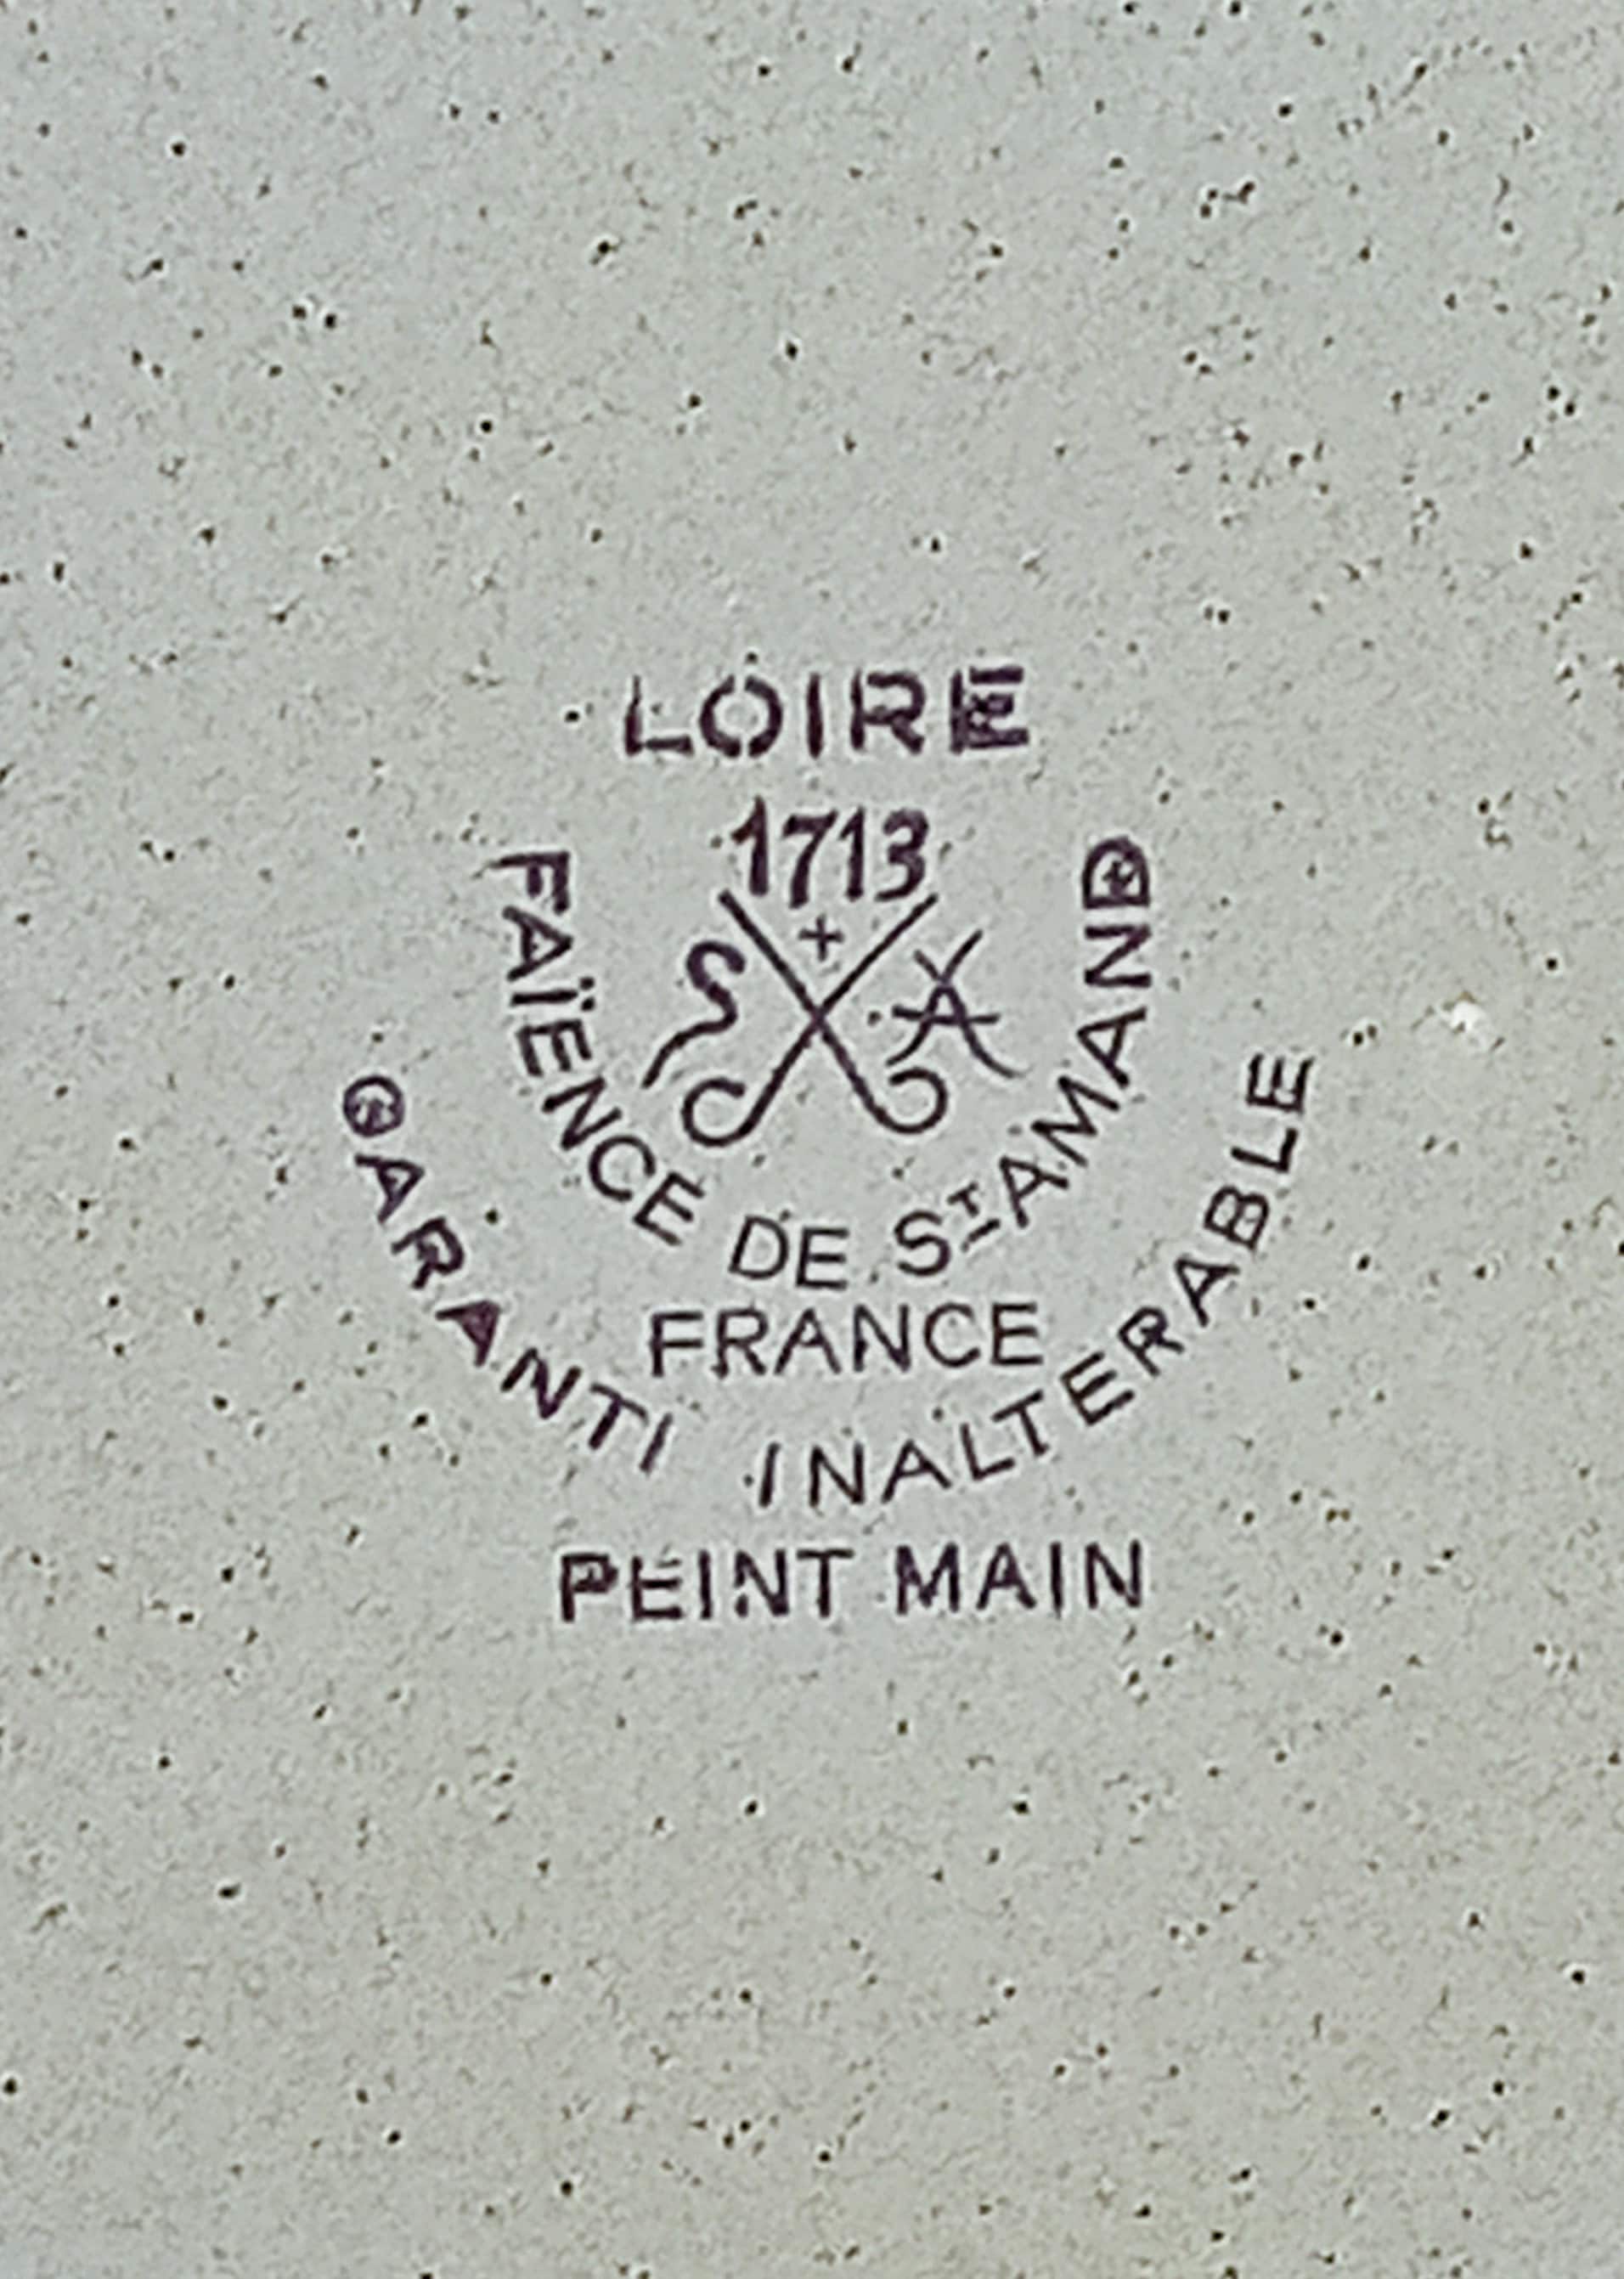 LOIRE
1713
S A
FAÏENCE DE Sᵀ AMAND
FRANCE
GARANTI INALTERABLE
PEINT MAIN